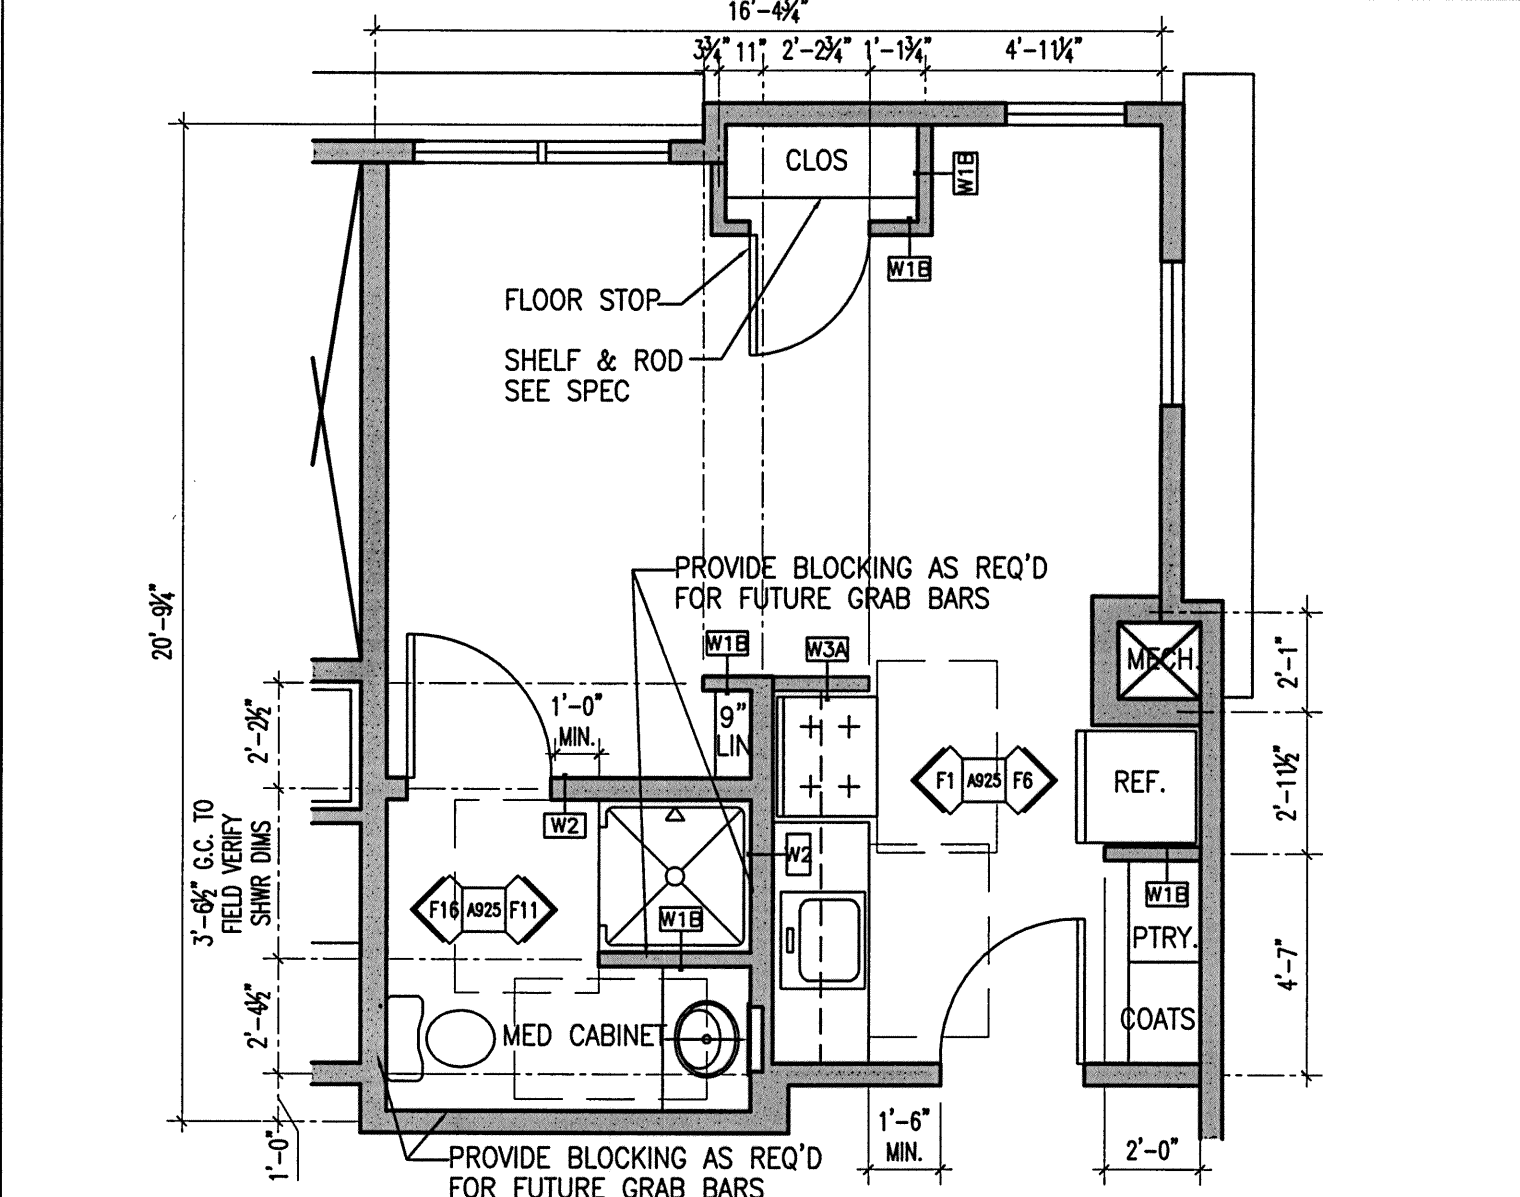 16'-4¾"
3¾" 11" 2'-2¾" 1'-1¾" 4'-11¼"
CLOS
W1B
W1B
FLOOR STOP
SHELF & ROD
SEE SPEC
20'-9¼"
PROVIDE BLOCKING AS REQ'D
FOR FUTURE GRAB BARS
W1B
W3A
MECH.
2'-1"
2'-2½"
1'-0"
MIN.
9"
LIN
F1 A925 F6
REF.
2'-11½"
W2
W2
3'-6½" G.C. TO
FIELD VERIFY
SHWR DIMS
F16 A925 F11
W1B
W1B
PTRY.
4'-7"
2'-4½"
MED CABINET
COATS
1'-0"
1'-6"
MIN.
2'-0"
PROVIDE BLOCKING AS REQ'D
FOR FUTURE GRAB BARS